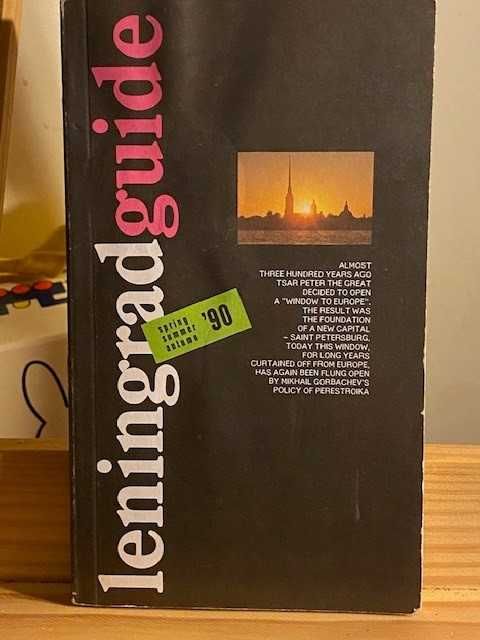 leningradguide
spring
summer
autumn
'90
ALMOST
THREE HUNDRED YEARS AGO
TSAR PETER THE GREAT
DECIDED TO OPEN
A "WINDOW TO EUROPE".
THE RESULT WAS
THE FOUNDATION
OF A NEW CAPITAL
– SAINT PETERSBURG.
TODAY THIS WINDOW,
FOR LONG YEARS
CURTAINED OFF FROM EUROPE,
HAS AGAIN BEEN FLUNG OPEN
BY MIKHAIL GORBACHEV'S
POLICY OF PERESTROIKA